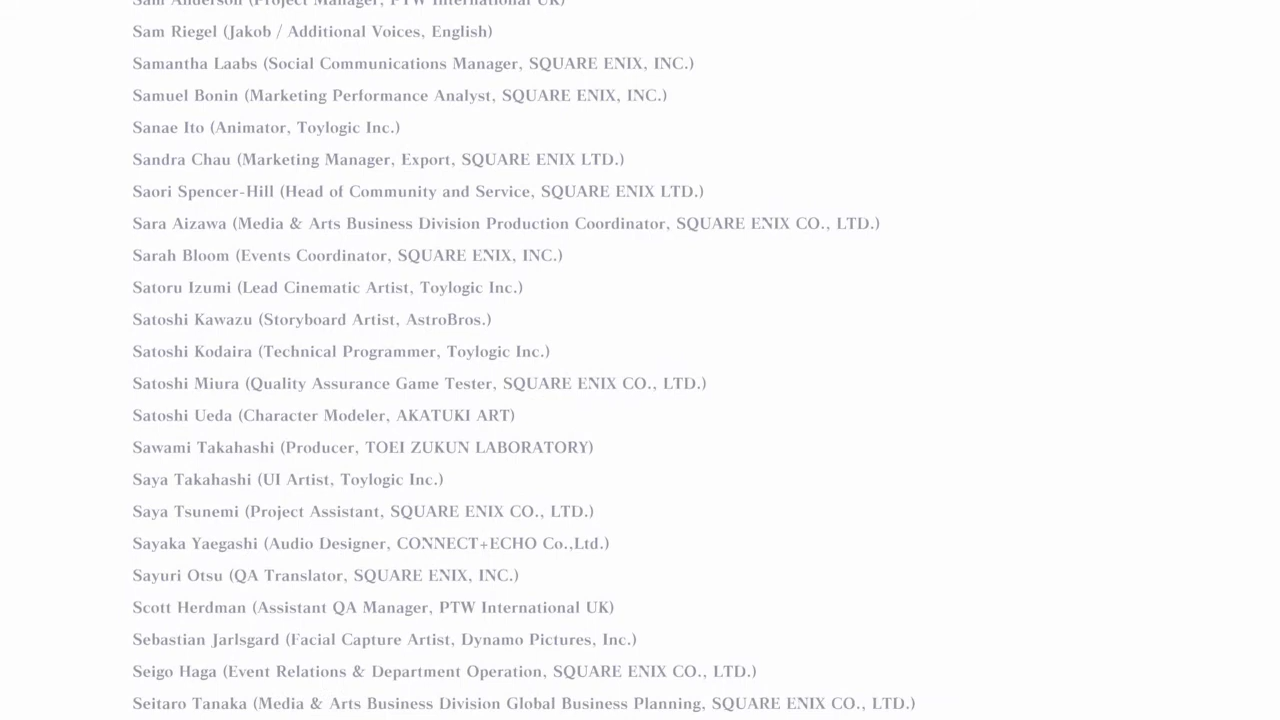 Sam Anderson (Project Manager, PTW International UK)
Sam Riegel (Jakob / Additional Voices, English)
Samantha Laabs (Social Communications Manager, SQUARE ENIX, INC.)
Samuel Bonin (Marketing Performance Analyst, SQUARE ENIX, INC.)
Sanae Ito (Animator, Toylogic Inc.)
Sandra Chau (Marketing Manager, Export, SQUARE ENIX LTD.)
Saori Spencer-Hill (Head of Community and Service, SQUARE ENIX LTD.)
Sara Aizawa (Media & Arts Business Division Production Coordinator, SQUARE ENIX CO., LTD.)
Sarah Bloom (Events Coordinator, SQUARE ENIX, INC.)
Satoru Izumi (Lead Cinematic Artist, Toylogic Inc.)
Satoshi Kawazu (Storyboard Artist, AstroBros.)
Satoshi Kodaira (Technical Programmer, Toylogic Inc.)
Satoshi Miura (Quality Assurance Game Tester, SQUARE ENIX CO., LTD.)
Satoshi Ueda (Character Modeler, AKATUKI ART)
Sawami Takahashi (Producer, TOEI ZUKUN LABORATORY)
Saya Takahashi (UI Artist, Toylogic Inc.)
Saya Tsunemi (Project Assistant, SQUARE ENIX CO., LTD.)
Sayaka Yaegashi (Audio Designer, CONNECT+ECHO Co.,Ltd.)
Sayuri Otsu (QA Translator, SQUARE ENIX, INC.)
Scott Herdman (Assistant QA Manager, PTW International UK)
Sebastian Jarlsgard (Facial Capture Artist, Dynamo Pictures, Inc.)
Seigo Haga (Event Relations & Department Operation, SQUARE ENIX CO., LTD.)
Seitaro Tanaka (Media & Arts Business Division Global Business Planning, SQUARE ENIX CO., LTD.)